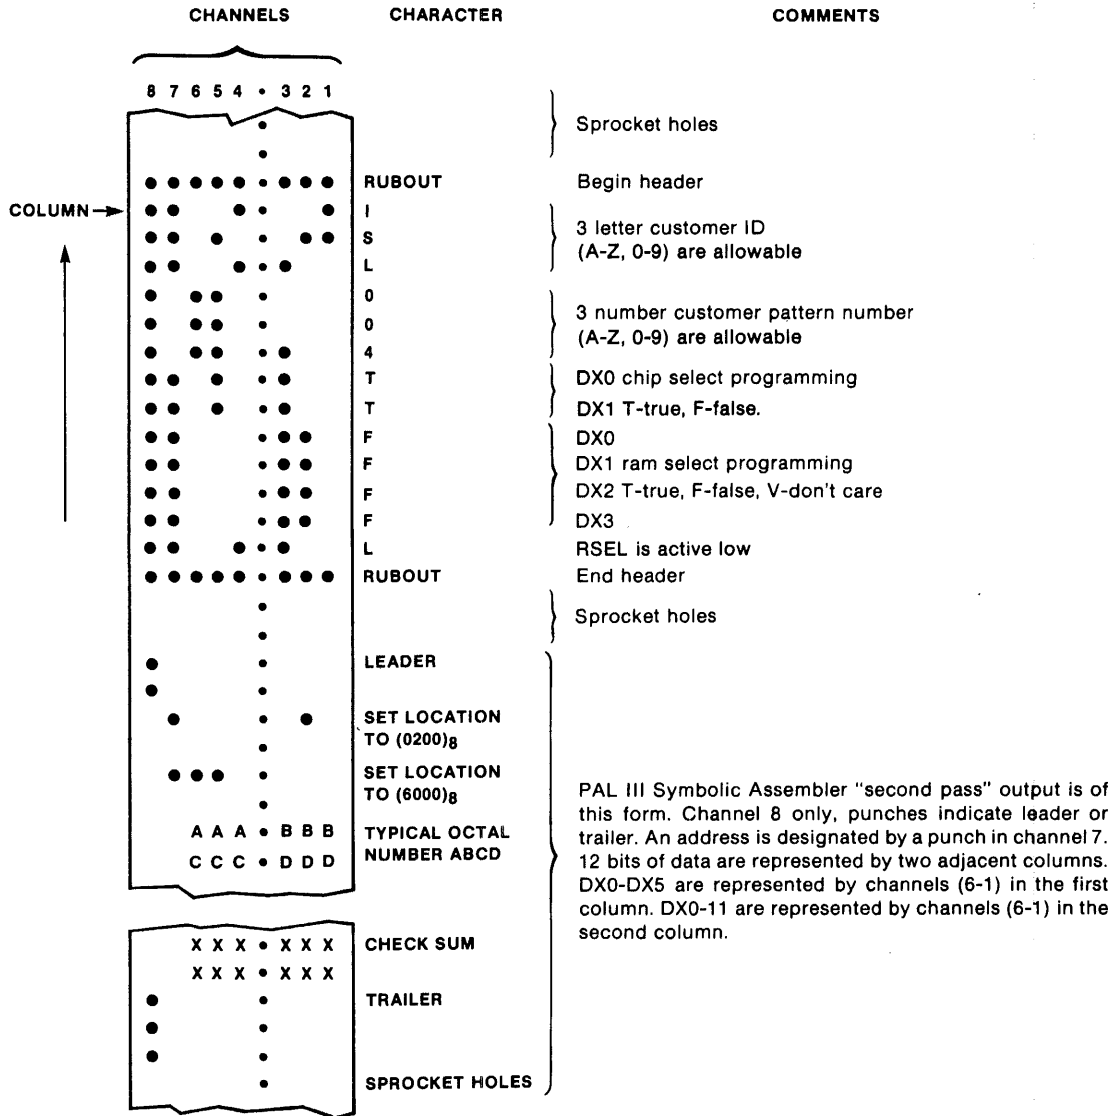 CHANNELS CHARACTER COMMENTS
8 7 6 5 4 • 3 2 1
Sprocket holes
RUBOUT Begin header
COLUMN I
S 3 letter customer ID
(A-Z, 0-9) are allowable
L
0
0 3 number customer pattern number
(A-Z, 0-9) are allowable
4
T DX0 chip select programming
T DX1 T-true, F-false.
F DX0
F DX1 ram select programming
F DX2 T-true, F-false, V-don't care
F DX3
L RSEL is active low
RUBOUT End header
Sprocket holes
LEADER
SET LOCATION
TO (0200)8
SET LOCATION
TO (6000)8
A A A • B B B TYPICAL OCTAL
C C C • D D D NUMBER ABCD
PAL III Symbolic Assembler "second pass" output is of
this form. Channel 8 only, punches indicate leader or
trailer. An address is designated by a punch in channel 7.
12 bits of data are represented by two adjacent columns.
DX0-DX5 are represented by channels (6-1) in the first
column. DX0-11 are represented by channels (6-1) in the
second column.
X X X • X X X CHECK SUM
X X X • X X X
TRAILER
SPROCKET HOLES